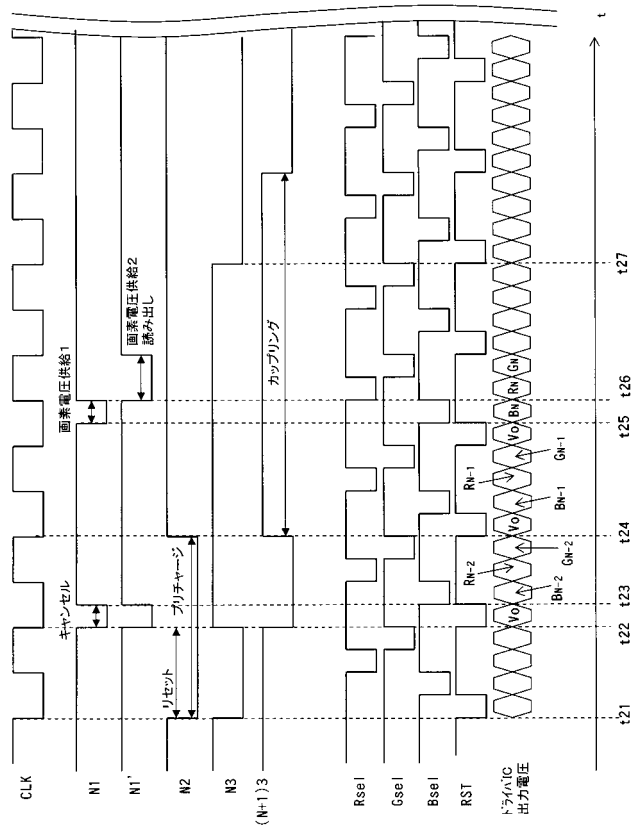 CLK
N1
N1'
N2
N3
(N+1)3
Rsel
Gsel
Bsel
RST
ドライバIC
出力電圧
キャンセル
リセット
プリチャージ
画素電圧供給1
画素電圧供給2
読み出し
カップリング
Vo
Vo
Vo
BN
RN
GN
BN-2
RN-2
GN-2
BN-1
RN-1
GN-1
t21
t22
t23
t24
t25
t26
t27
t